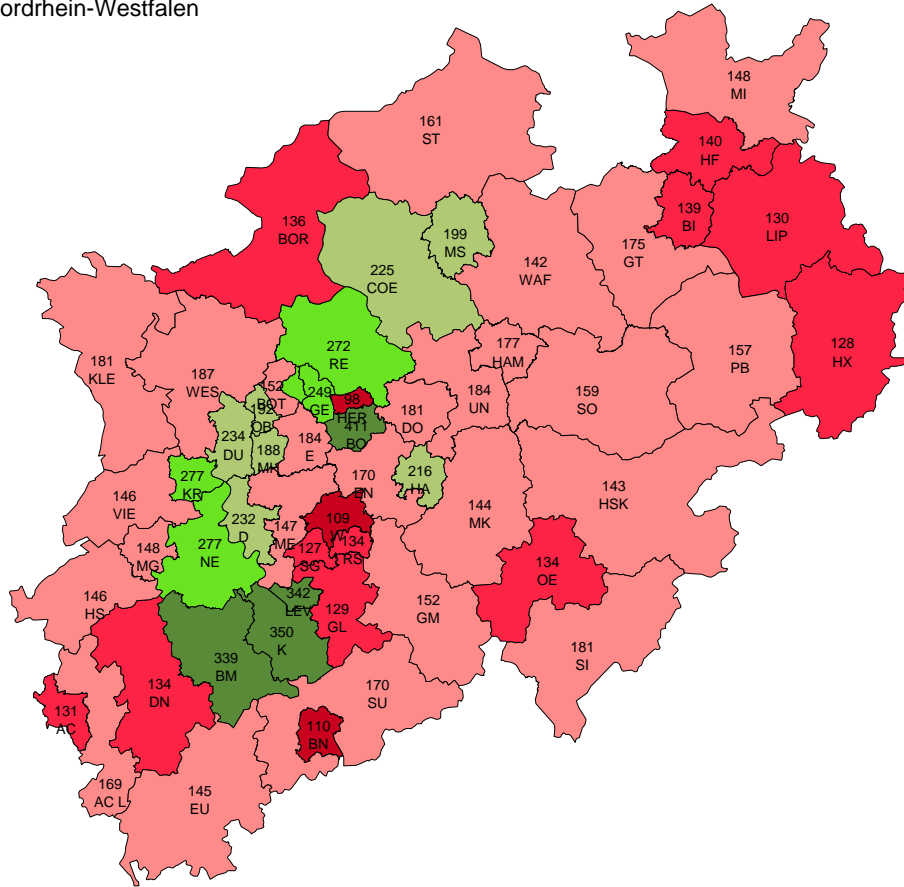 ordrhein-Westfalen
148
MI
161
ST
140
HF
136
BOR
139
BI
130
LIP
199
MS
175
GT
142
WAF
225
COE
272
RE
177
HAM
157
PB
128
HX
181
KLE
187
WES
152
BOT
249
GE
98
HER
184
UN
159
SO
192
OB
411
BO
181
DO
234
DU
188
MH
184
E
277
KR
170
EN
216
HA
143
HSK
146
VIE
232
D
147
ME
109
W
144
MK
148
MG
277
NE
127
SG
134
RS
134
OE
146
HS
342
LEV
129
GL
152
GM
350
K
339
BM
181
SI
134
DN
170
SU
131
AC
110
BN
169
AC L
145
EU